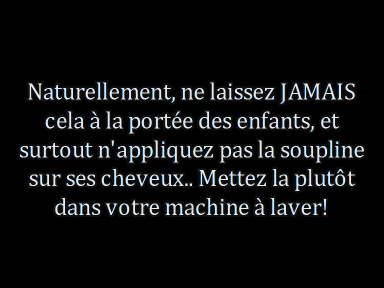 Naturellement, ne laissez JAMAIS
cela à la portée des enfants, et
surtout n'appliquez pas la soupline
sur ses cheveux.. Mettez la plutôt
dans votre machine à laver!